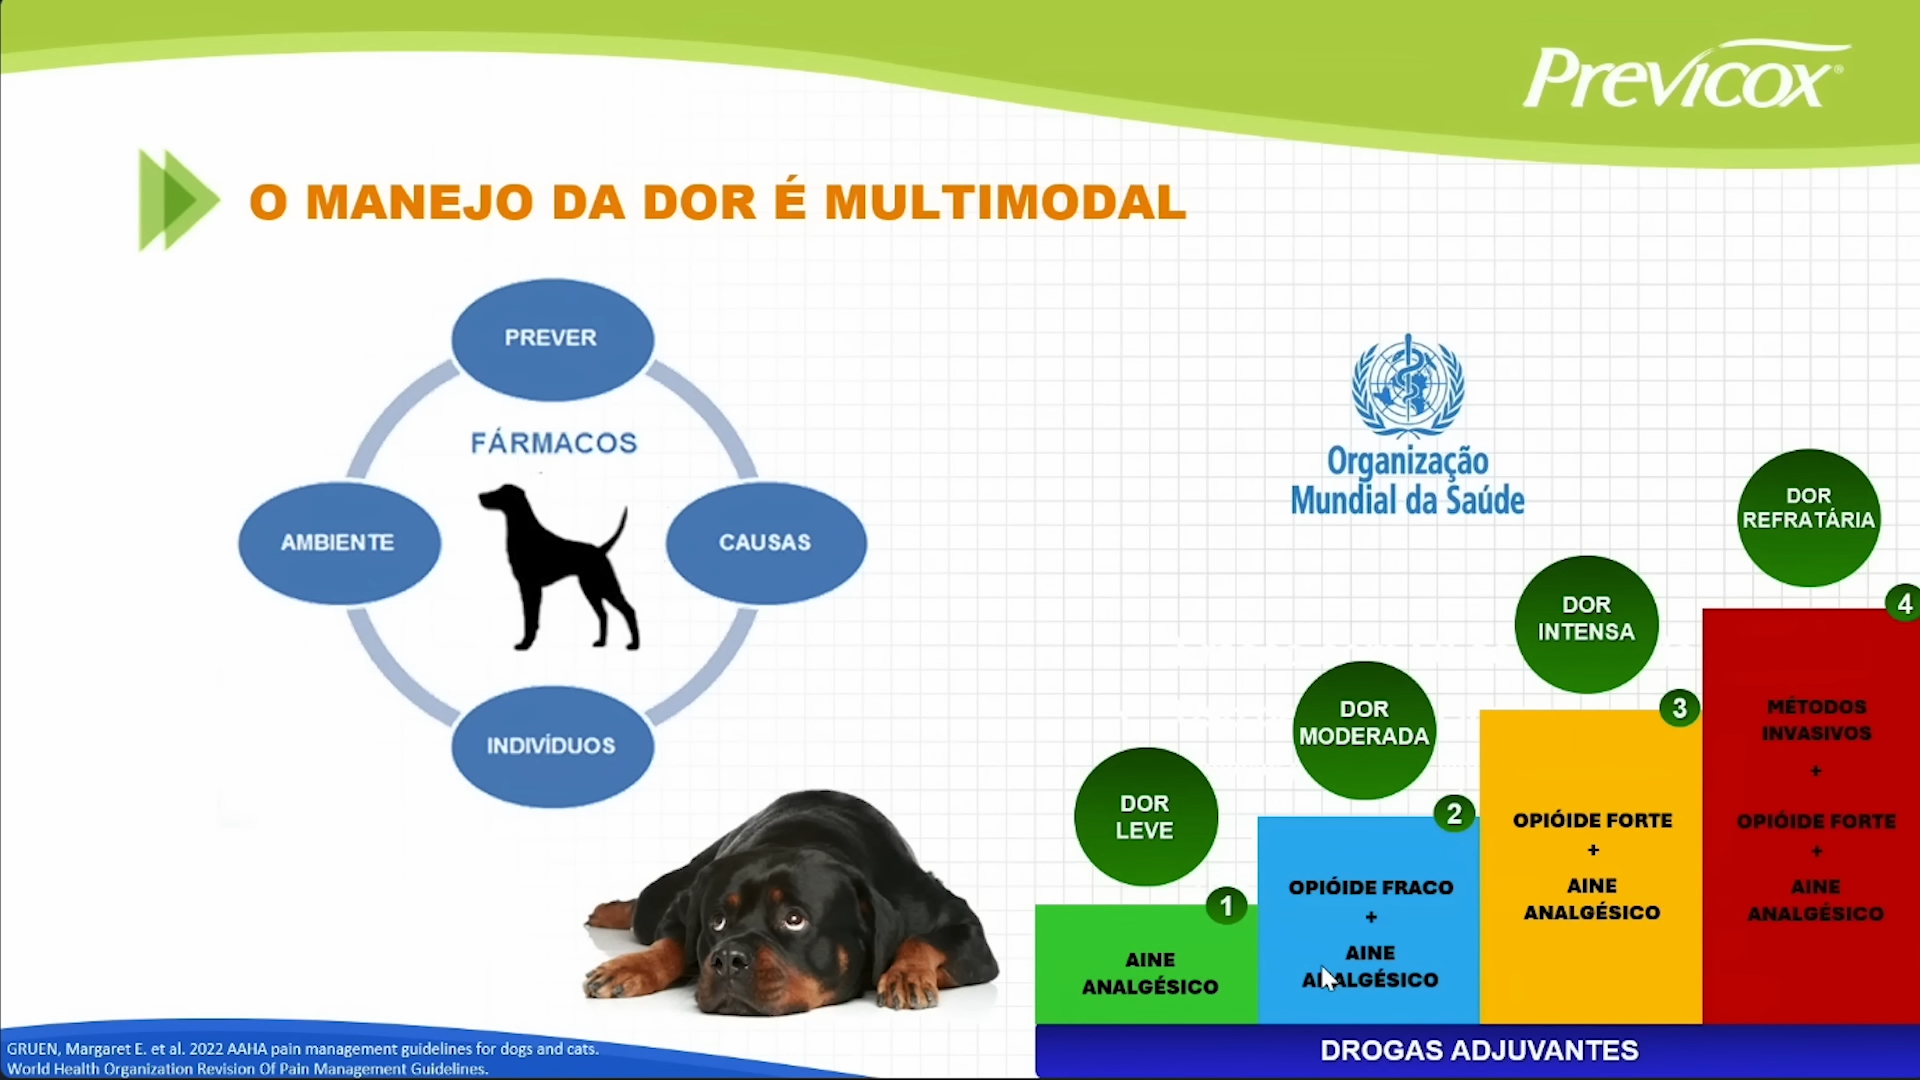 Previcox®
O MANEJO DA DOR É MULTIMODAL
PREVER
FÁRMACOS
AMBIENTE
CAUSAS
INDIVÍDUOS
Organização
Mundial da Saúde
DOR
LEVE
1
AINE
ANALGÉSICO
DOR
MODERADA
2
OPIÓIDE FRACO
+
AINE
ANALGÉSICO
DOR
INTENSA
3
OPIÓIDE FORTE
+
AINE
ANALGÉSICO
DOR
REFRATÁRIA
4
MÉTODOS
INVASIVOS
+
OPIÓIDE FORTE
+
AINE
ANALGÉSICO
DROGAS ADJUVANTES
GRUEN, Margaret E. et al. 2022 AAHA pain management guidelines for dogs and cats.
World Health Organization Revision Of Pain Management Guidelines.